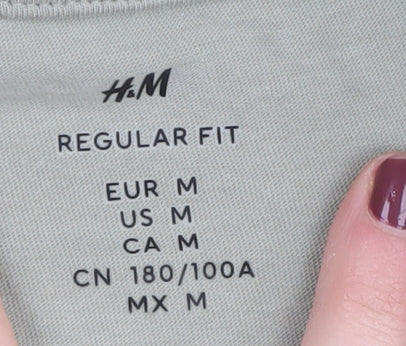 H&M
REGULAR FIT
EUR M
US M
CA M
CN 180/100A
MX M